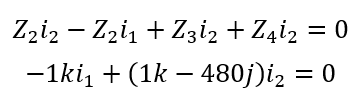 Z₂i₂ − Z₂i₁ + Z₃i₂ + Z₄i₂ = 0
−1ki₁ + (1k − 480j)i₂ = 0